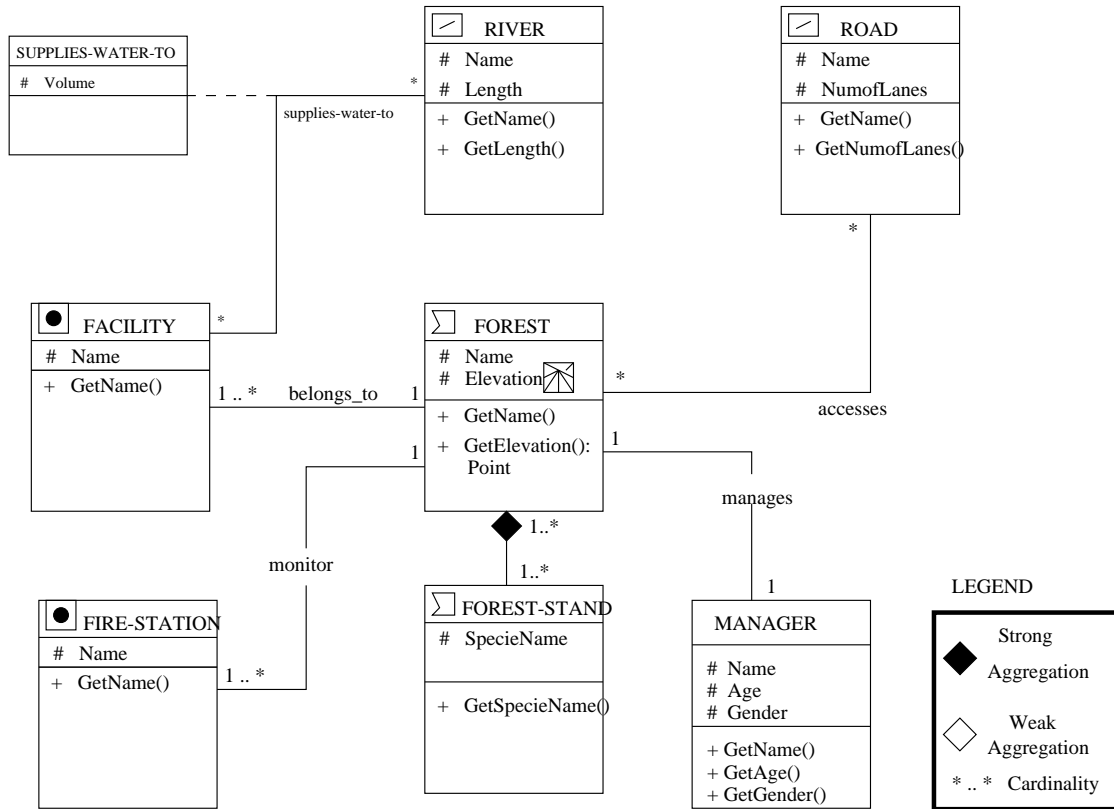 SUPPLIES-WATER-TO
# Volume
*
supplies-water-to
RIVER
# Name
# Length
+ GetName()
+ GetLength()
ROAD
# Name
# NumofLanes
+ GetName()
+ GetNumofLanes()
*
FACILITY
# Name
+ GetName()
*
1 .. *
belongs_to
1
FOREST
# Name
# Elevation
+ GetName()
+ GetElevation():
Point
*
accesses
1
manages
1
1
monitor
1 .. *
1..*
1..*
FIRE-STATION
# Name
+ GetName()
FOREST-STAND
# SpecieName
+ GetSpecieName()
MANAGER
# Name
# Age
# Gender
+ GetName()
+ GetAge()
+ GetGender()
LEGEND
Strong
Aggregation
Weak
Aggregation
* .. * Cardinality